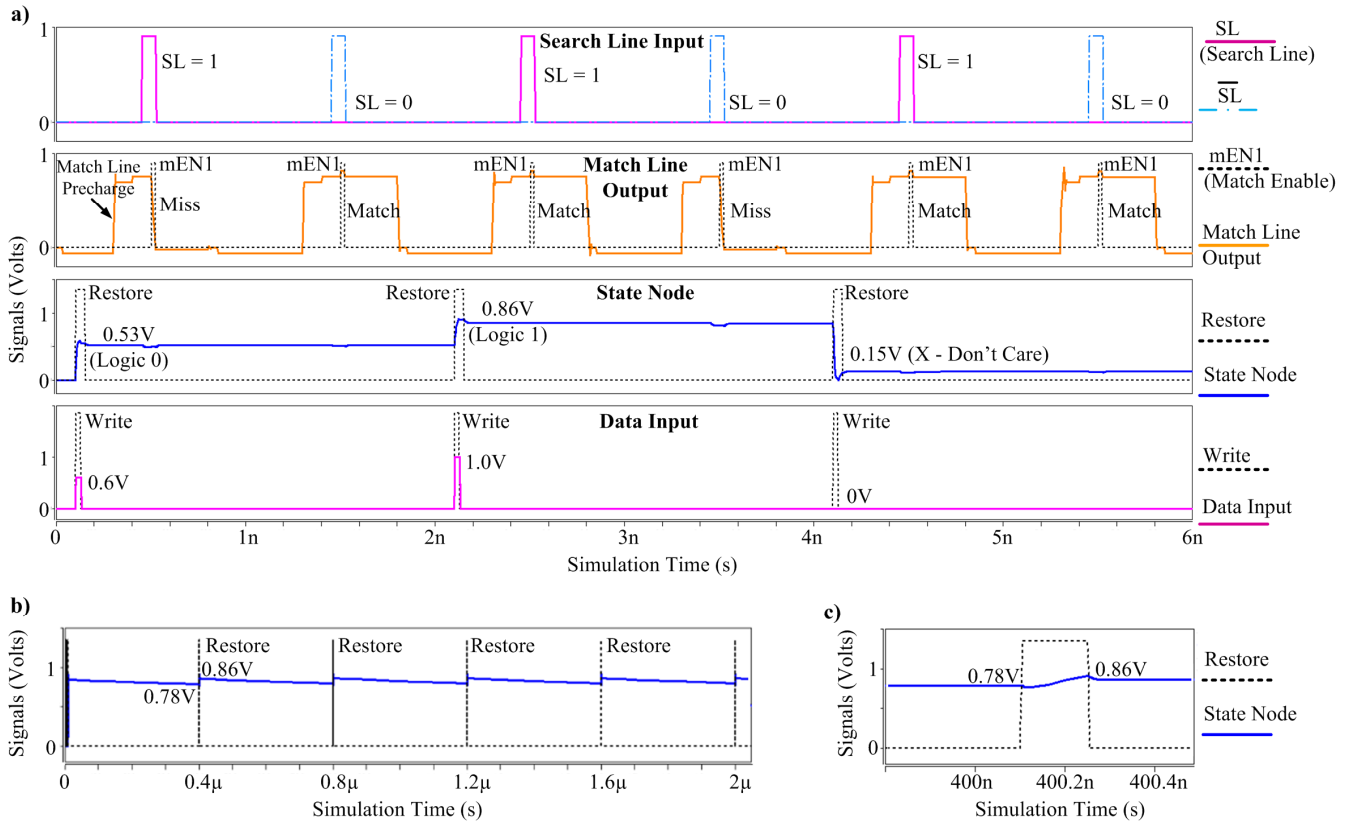 a)
Signals (Volts)
1
0
Search Line Input
SL = 1
SL = 0
SL = 1
SL = 0
SL = 1
SL = 0
SL
(Search Line)
SL
1
0
Match Line
Precharge
Match Line
Output
mEN1
Miss
mEN1
Match
mEN1
Match
mEN1
Miss
mEN1
Match
mEN1
Match
mEN1
(Match Enable)
Match Line
Output
1
0
State Node
Restore
0.53V
(Logic 0)
Restore
0.86V
(Logic 1)
Restore
0.15V (X - Don't Care)
Restore
State Node
1
0
Data Input
Write
0.6V
Write
1.0V
Write
0V
Write
Data Input
0
1n
2n
3n
4n
5n
6n
Simulation Time (s)
b)
Signals (Volts)
1
0
Restore
Restore
Restore
Restore
0.86V
0.78V
0
0.4µ
0.8µ
1.2µ
1.6µ
2µ
Simulation Time (s)
c)
Signals (Volts)
1
0
0.78V
0.86V
400n
400.2n
400.4n
Simulation Time (s)
Restore
State Node